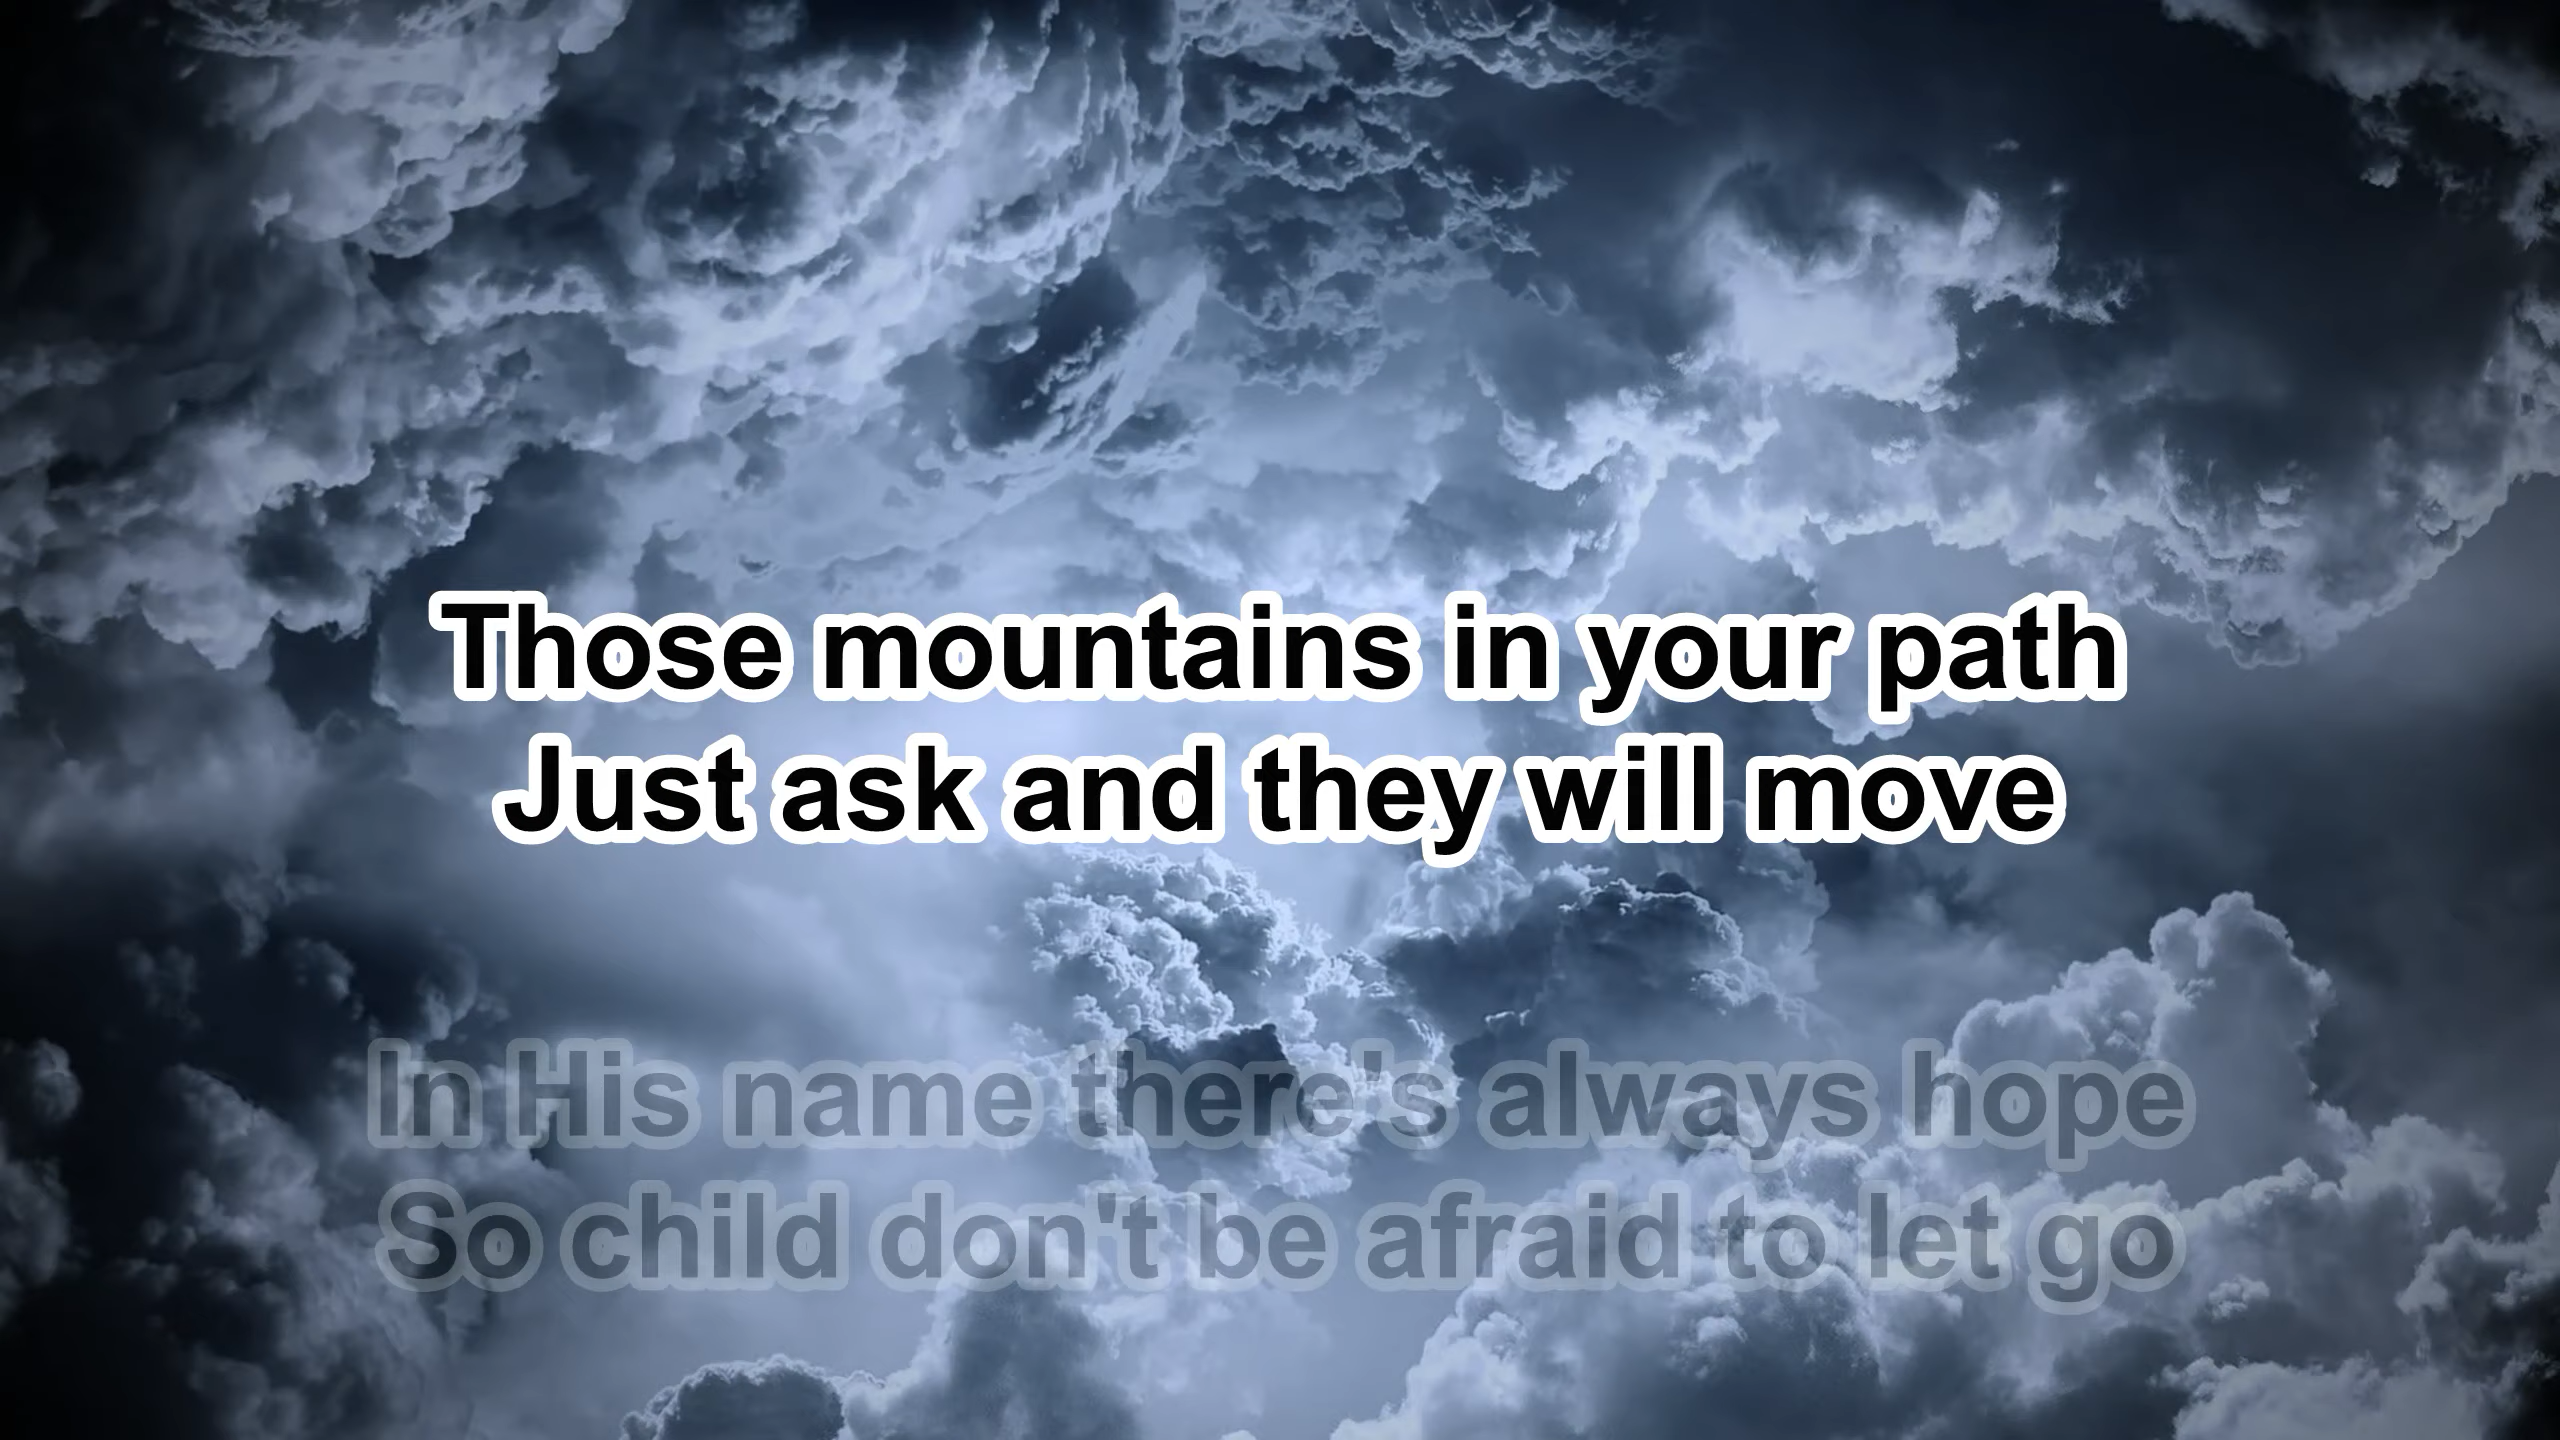 Those mountains in your path
Just ask and they will move
In His name there's always hope
So child don't be afraid to let go